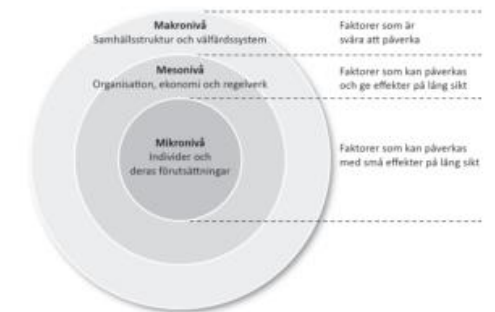 Makronivå
Samhällsstruktur och välfärdssystem
Faktorer som är
svåra att påverka
Mesonivå
Organisation, ekonomi och regelverk
Faktorer som kan påverkas
och ge effekter på lång sikt
Mikronivå
Individer och
deras förutsättningar
Faktorer som kan påverkas
med små effekter på lång sikt